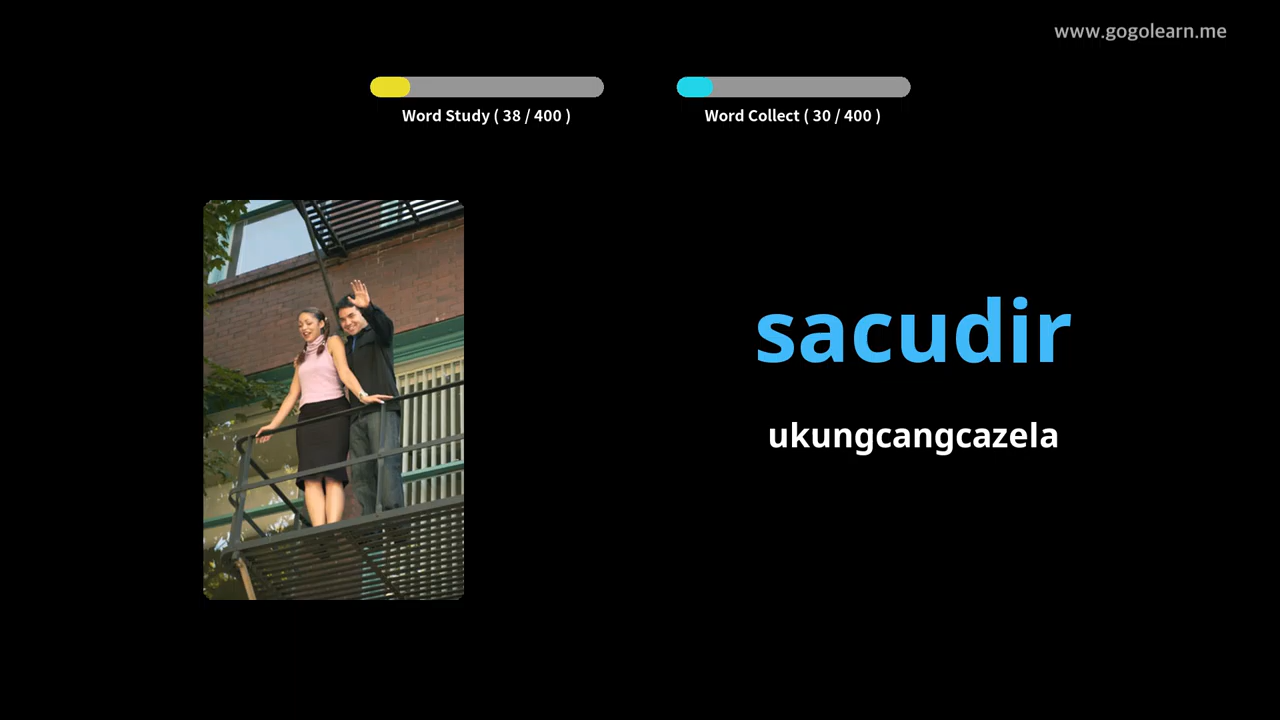 www.gogolearn.me
Word Study ( 38 / 400 )
Word Collect ( 30 / 400 )
sacudir
ukungcangcazela